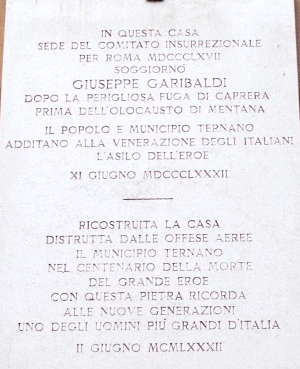 IN QUESTA CASA
SEDE DEL COMITATO INSURREZIONALE
PER ROMA MDCCCLXVII
SOGGIORNÒ
GIUSEPPE GARIBALDI
DOPO LA PERIGLIOSA FUGA DI CAPRERA
PRIMA DELL'OLOCAUSTO DI MENTANA
IL POPOLO E MUNICIPIO TERNANO
ADDITANO ALLA VENERAZIONE DEGLI ITALIANI
L'ASILO DELL'EROE
XI GIUGNO MDCCCLXXXII
RICOSTRUITA LA CASA
DISTRUTTA DALLE OFFESE AEREE
IL MUNICIPIO TERNANO
NEL CENTENARIO DELLA MORTE
DEL GRANDE EROE
CON QUESTA PIETRA RICORDA
ALLE NUOVE GENERAZIONI
UNO DEGLI UOMINI PIÚ GRANDI D'ITALIA
II GIUGNO MCMLXXXII